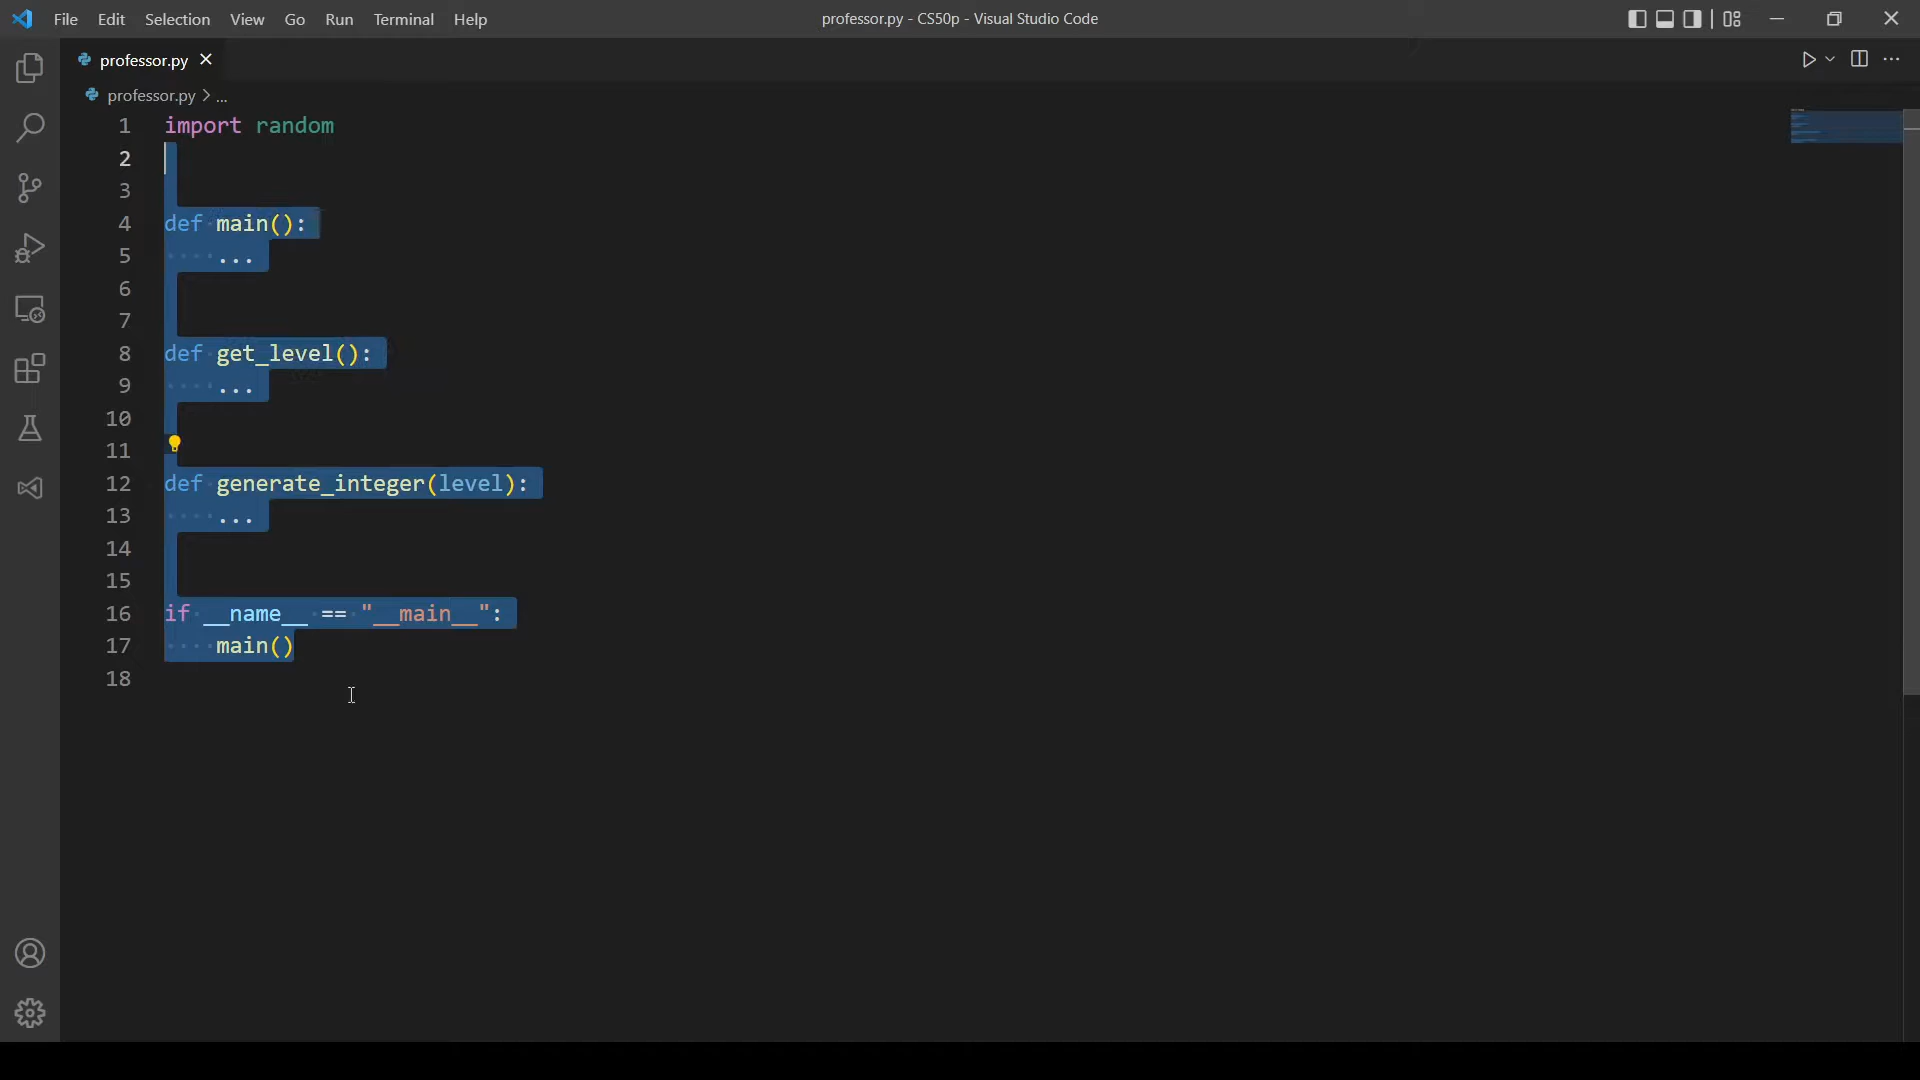 File Edit Selection View Go Run Terminal Help
professor.py - CS50p - Visual Studio Code
professor.py
professor.py > ...
1 import random
2
3
4 def main():
5 ...
6
7
8 def get_level():
9 ...
10
11
12 def generate_integer(level):
13 ...
14
15
16 if __name__ == "__main__":
17 main()
18